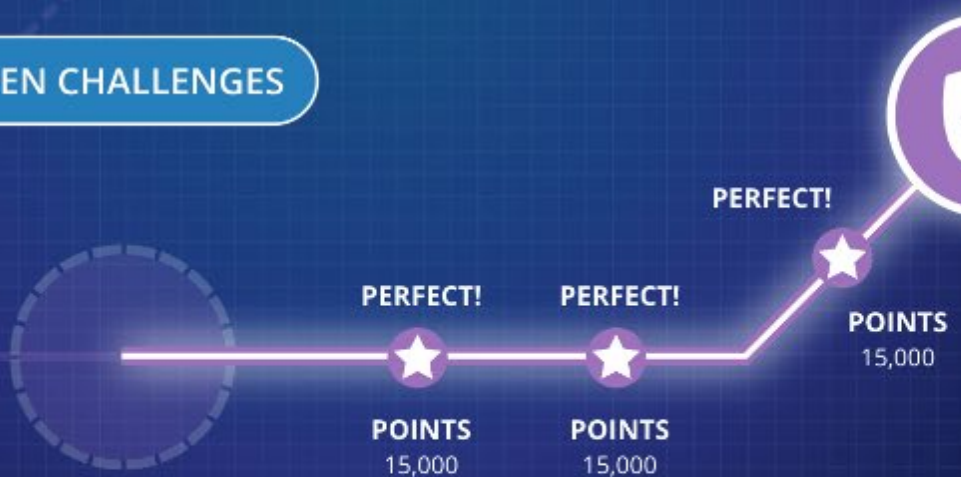 EN CHALLENGES
PERFECT!
PERFECT!
PERFECT!
POINTS
15,000
POINTS
15,000
POINTS
15,000